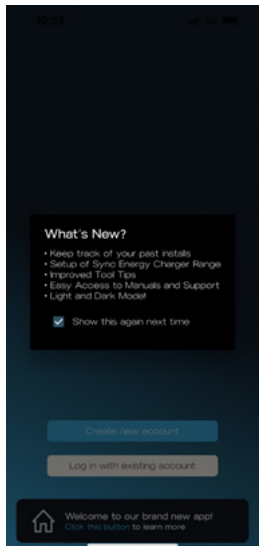 10:53
What's New?
• Keep track of your past installs
• Setup of Sync Energy Charger Range
• Improved Tool Tips
• Easy Access to Manuals and Support
• Light and Dark Mode!
Show this again next time
Create new account
Log in with existing account
Welcome to our brand new app!
Click this button to learn more